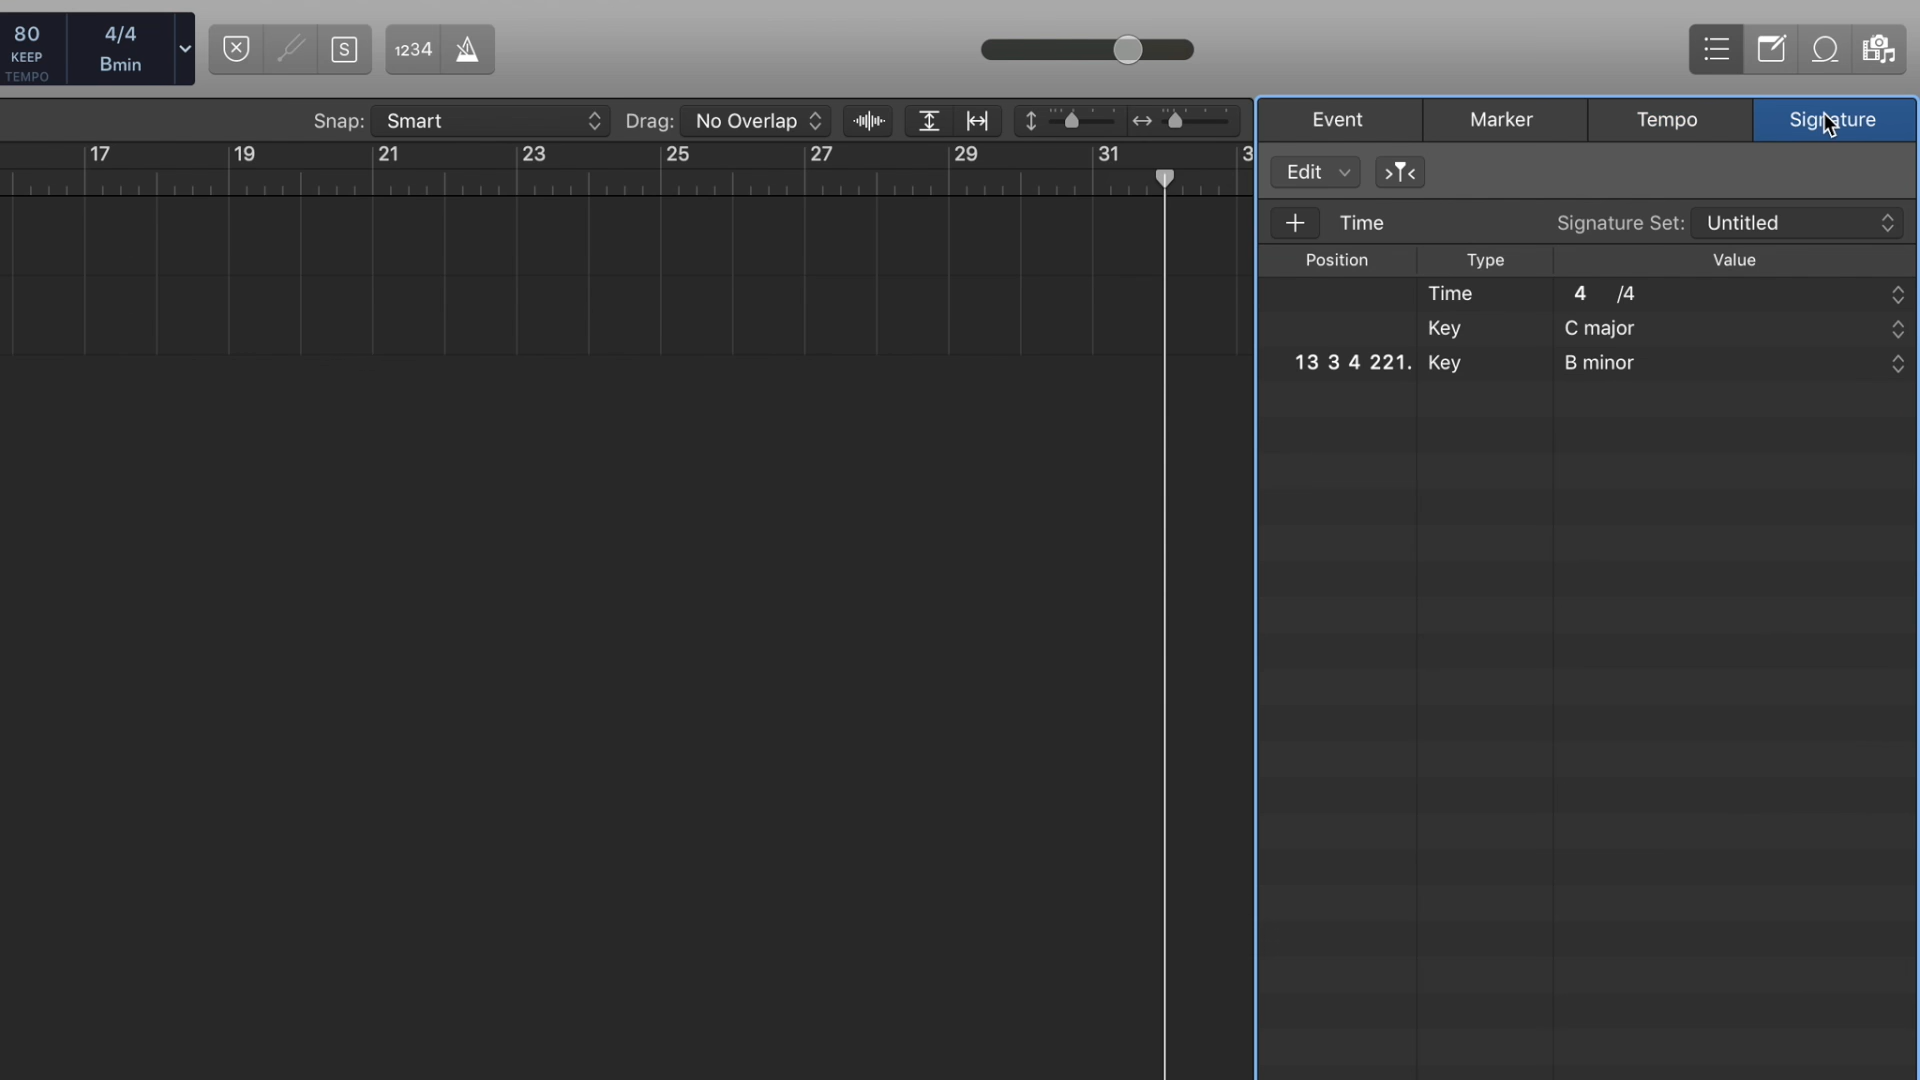 80
KEEP
TEMPO
4/4
Bmin
S
1234
Snap: Smart
Drag: No Overlap
17 19 21 23 25 27 29 31 3
Event Marker Tempo Signature
Edit
Time Signature Set: Untitled
Position Type Value
Time 4 /4
Key C major
13 3 4 221. Key B minor